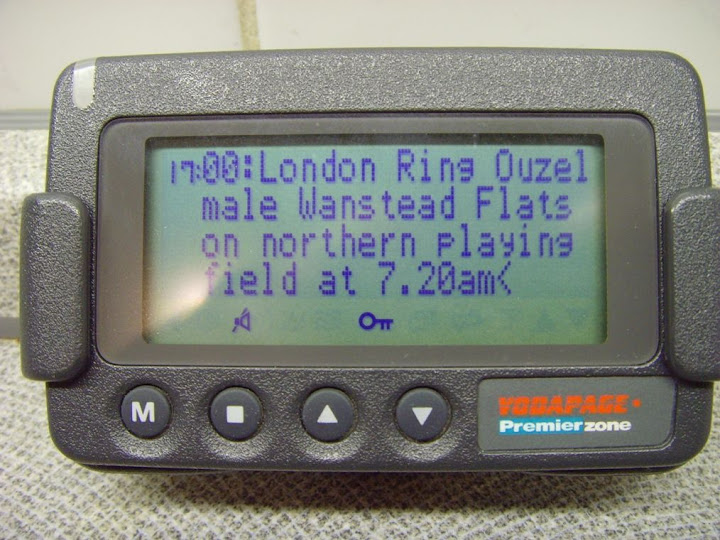 17:00:London Ring Ouzel
male Wanstead Flats
on northern playing
field at 7.20am<
M
VODAPAGE
Premierzone